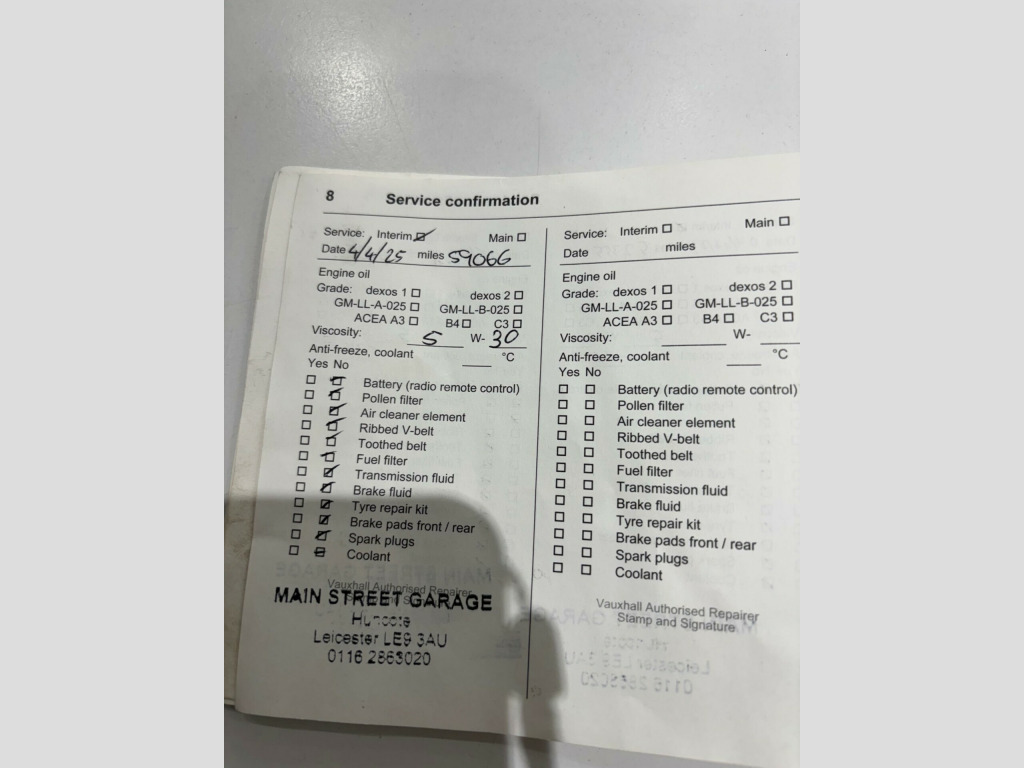 8 Service confirmation
Service: Interim ☑ Main ☐
Date 4/4/25 miles 59066
Engine oil
Grade: dexos 1 ☐ dexos 2 ☐
GM-LL-A-025 ☐ GM-LL-B-025 ☐
ACEA A3 ☐ B4 ☐ C3 ☐
Viscosity: 5 W- 30
Anti-freeze, coolant °C
Yes No
☐ ☑ Battery (radio remote control)
☐ ☑ Pollen filter
☐ ☑ Air cleaner element
☐ ☑ Ribbed V-belt
☐ ☑ Toothed belt
☐ ☑ Fuel filter
☐ ☑ Transmission fluid
☐ ☑ Brake fluid
☐ ☑ Tyre repair kit
☐ ☑ Brake pads front / rear
☐ ☑ Spark plugs
☐ ☑ Coolant
Vauxhall Authorised Repairer
MAIN STREET GARAGE
Huncote
Leicester LE9 3AU
0116 2863020
Service: Interim ☐ Main ☐
Date miles
Engine oil
Grade: dexos 1 ☐ dexos 2 ☐
GM-LL-A-025 ☐ GM-LL-B-025 ☐
ACEA A3 ☐ B4 ☐ C3 ☐
Viscosity: W-
Anti-freeze, coolant °C
Yes No
☐ ☐ Battery (radio remote control)
☐ ☐ Pollen filter
☐ ☐ Air cleaner element
☐ ☐ Ribbed V-belt
☐ ☐ Toothed belt
☐ ☐ Fuel filter
☐ ☐ Transmission fluid
☐ ☐ Brake fluid
☐ ☐ Tyre repair kit
☐ ☐ Brake pads front / rear
☐ ☐ Spark plugs
☐ ☐ Coolant
Vauxhall Authorised Repairer
Stamp and Signature